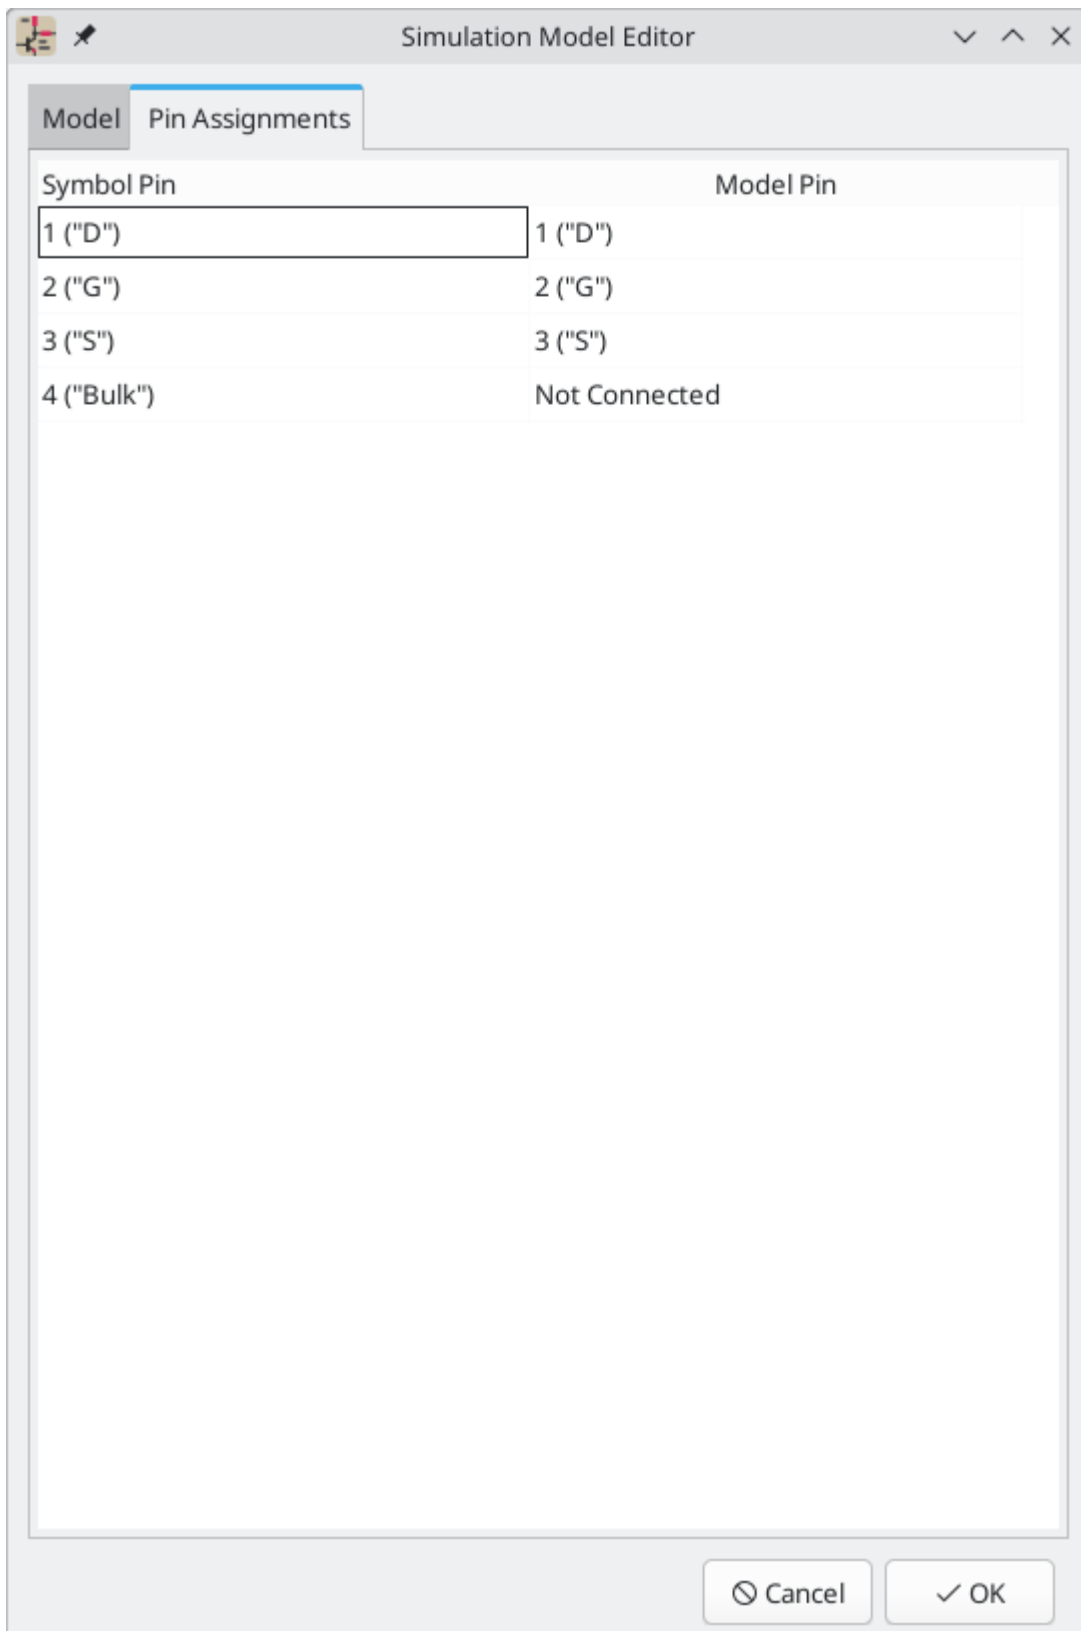 Simulation Model Editor
Model Pin Assignments
Symbol Pin Model Pin
1 ("D") 1 ("D")
2 ("G") 2 ("G")
3 ("S") 3 ("S")
4 ("Bulk") Not Connected
Cancel OK